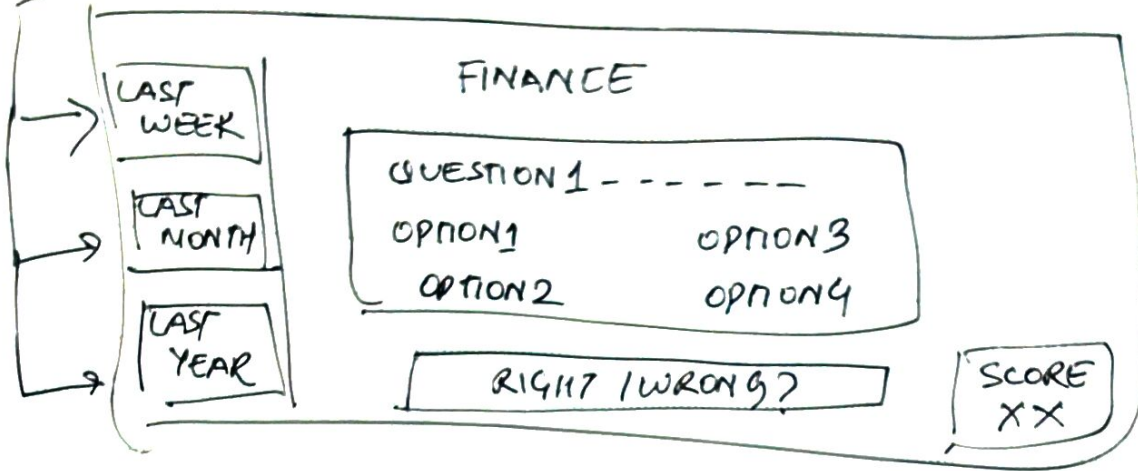 LAST
WEEK
LAST
MONTH
LAST
YEAR
FINANCE
QUESTION 1 - - - - - -
OPTION1
OPTION3
OPTION2
OPTION4
RIGHT / WRONG?
SCORE
XX